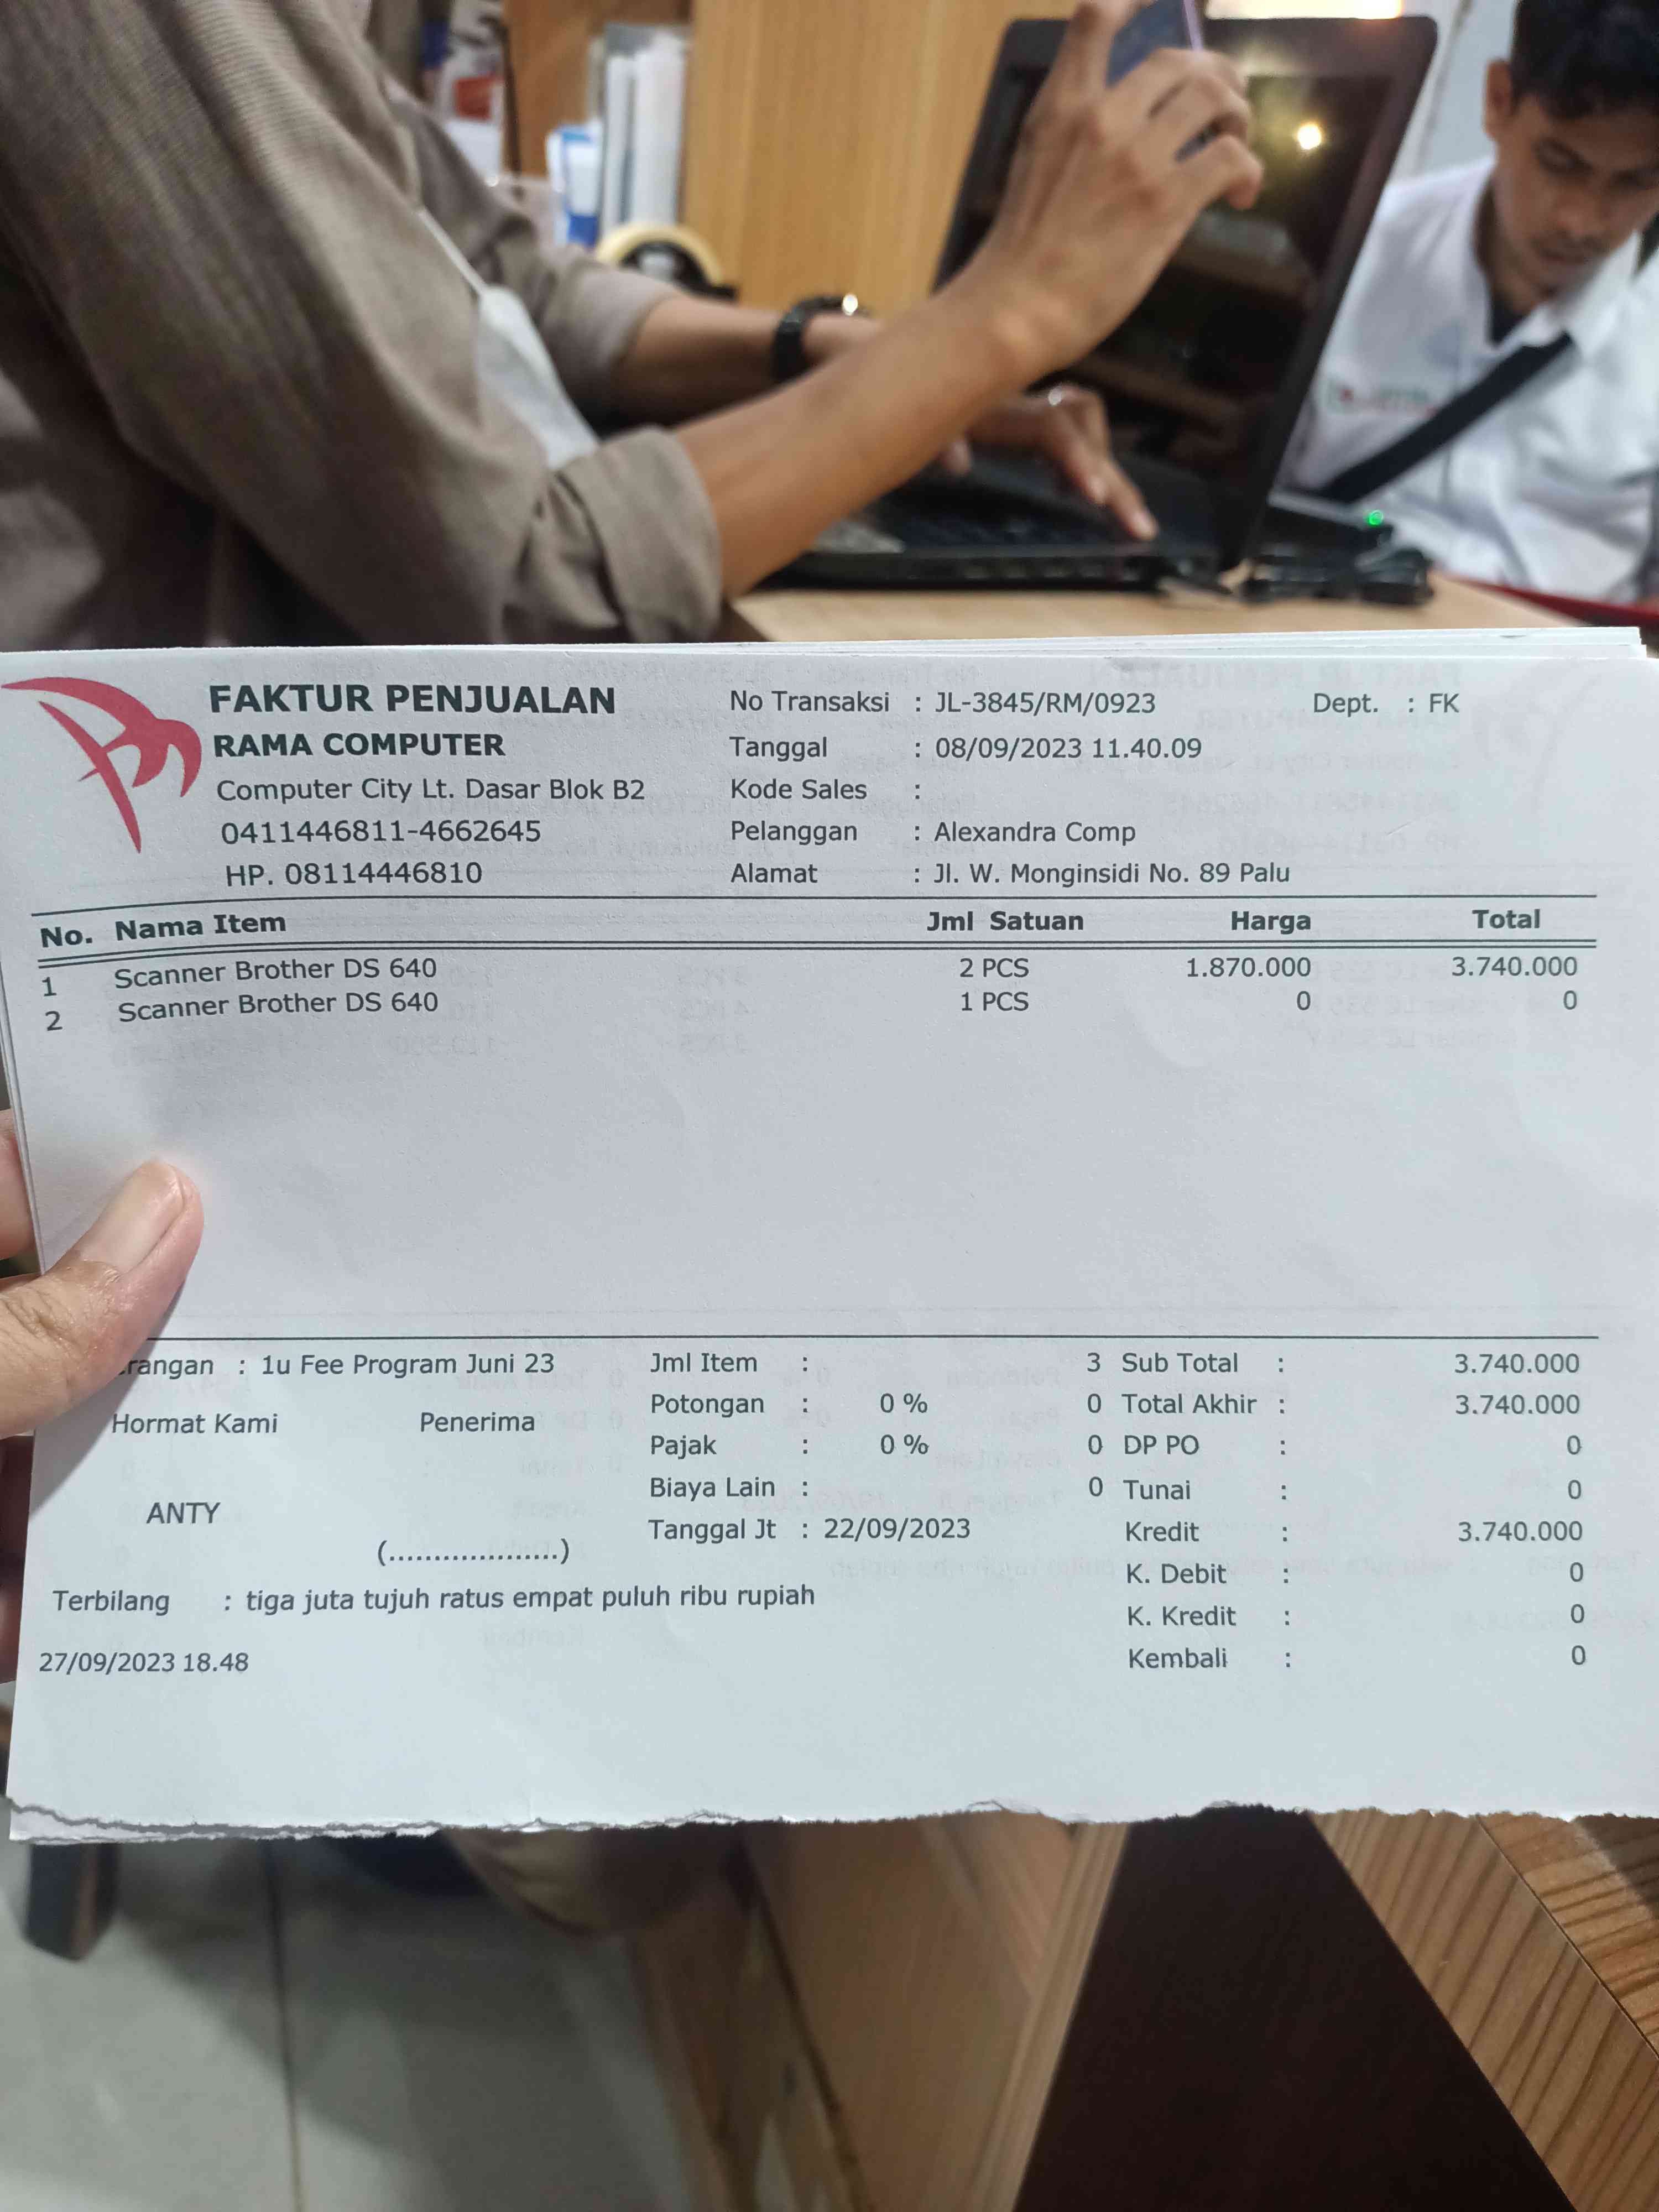 FAKTUR PENJUALAN
RAMA COMPUTER
Computer City Lt. Dasar Blok B2
0411446811-4662645
HP. 08114446810
No Transaksi : JL-3845/RM/0923 Dept. : FK
Tanggal : 08/09/2023 11.40.09
Kode Sales :
Pelanggan : Alexandra Comp
Alamat : Jl. W. Monginsidi No. 89 Palu
No. Nama Item Jml Satuan Harga Total
1 Scanner Brother DS 640 2 PCS 1.870.000 3.740.000
2 Scanner Brother DS 640 1 PCS 0 0
rangan : 1u Fee Program Juni 23
Hormat Kami Penerima
ANTY
(....................)
Jml Item : 3
Potongan : 0 % 0
Pajak : 0 % 0
Biaya Lain : 0
Tanggal Jt : 22/09/2023
Sub Total : 3.740.000
Total Akhir : 3.740.000
DP PO : 0
Tunai : 0
Kredit : 3.740.000
K. Debit : 0
K. Kredit : 0
Kembali : 0
Terbilang : tiga juta tujuh ratus empat puluh ribu rupiah
27/09/2023 18.48